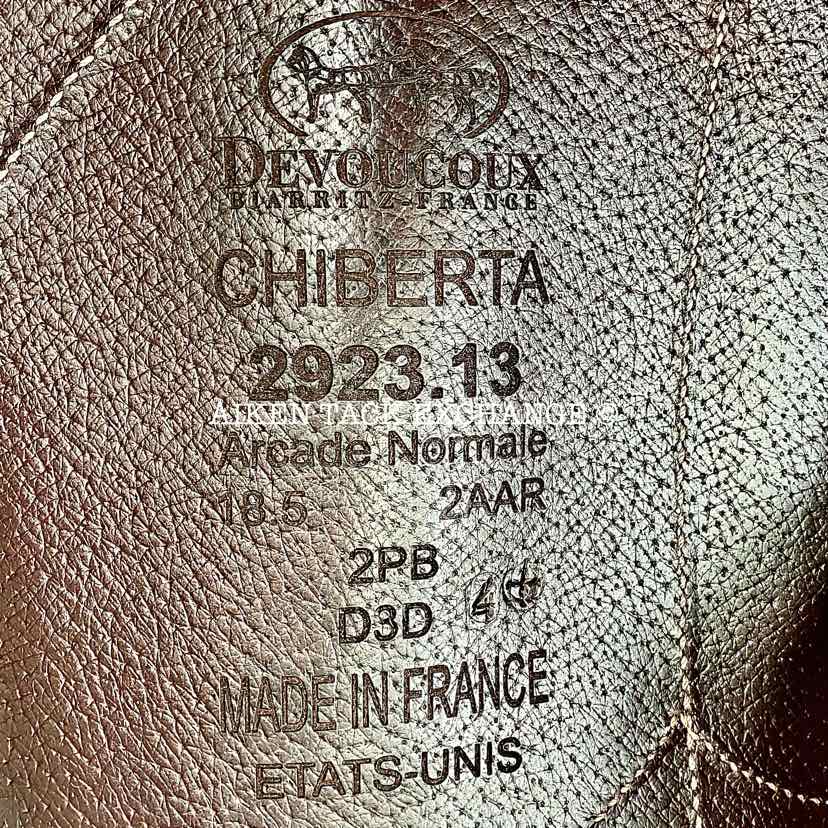 DEVOUCOUX
BIARRITZ-FRANCE
CHIBERTA
2923.13
AIKEN TACK EXCHANGE ©
Arcade Normale
18.5 2AAR
2PB
D3D
MADE IN FRANCE
ETATS-UNIS